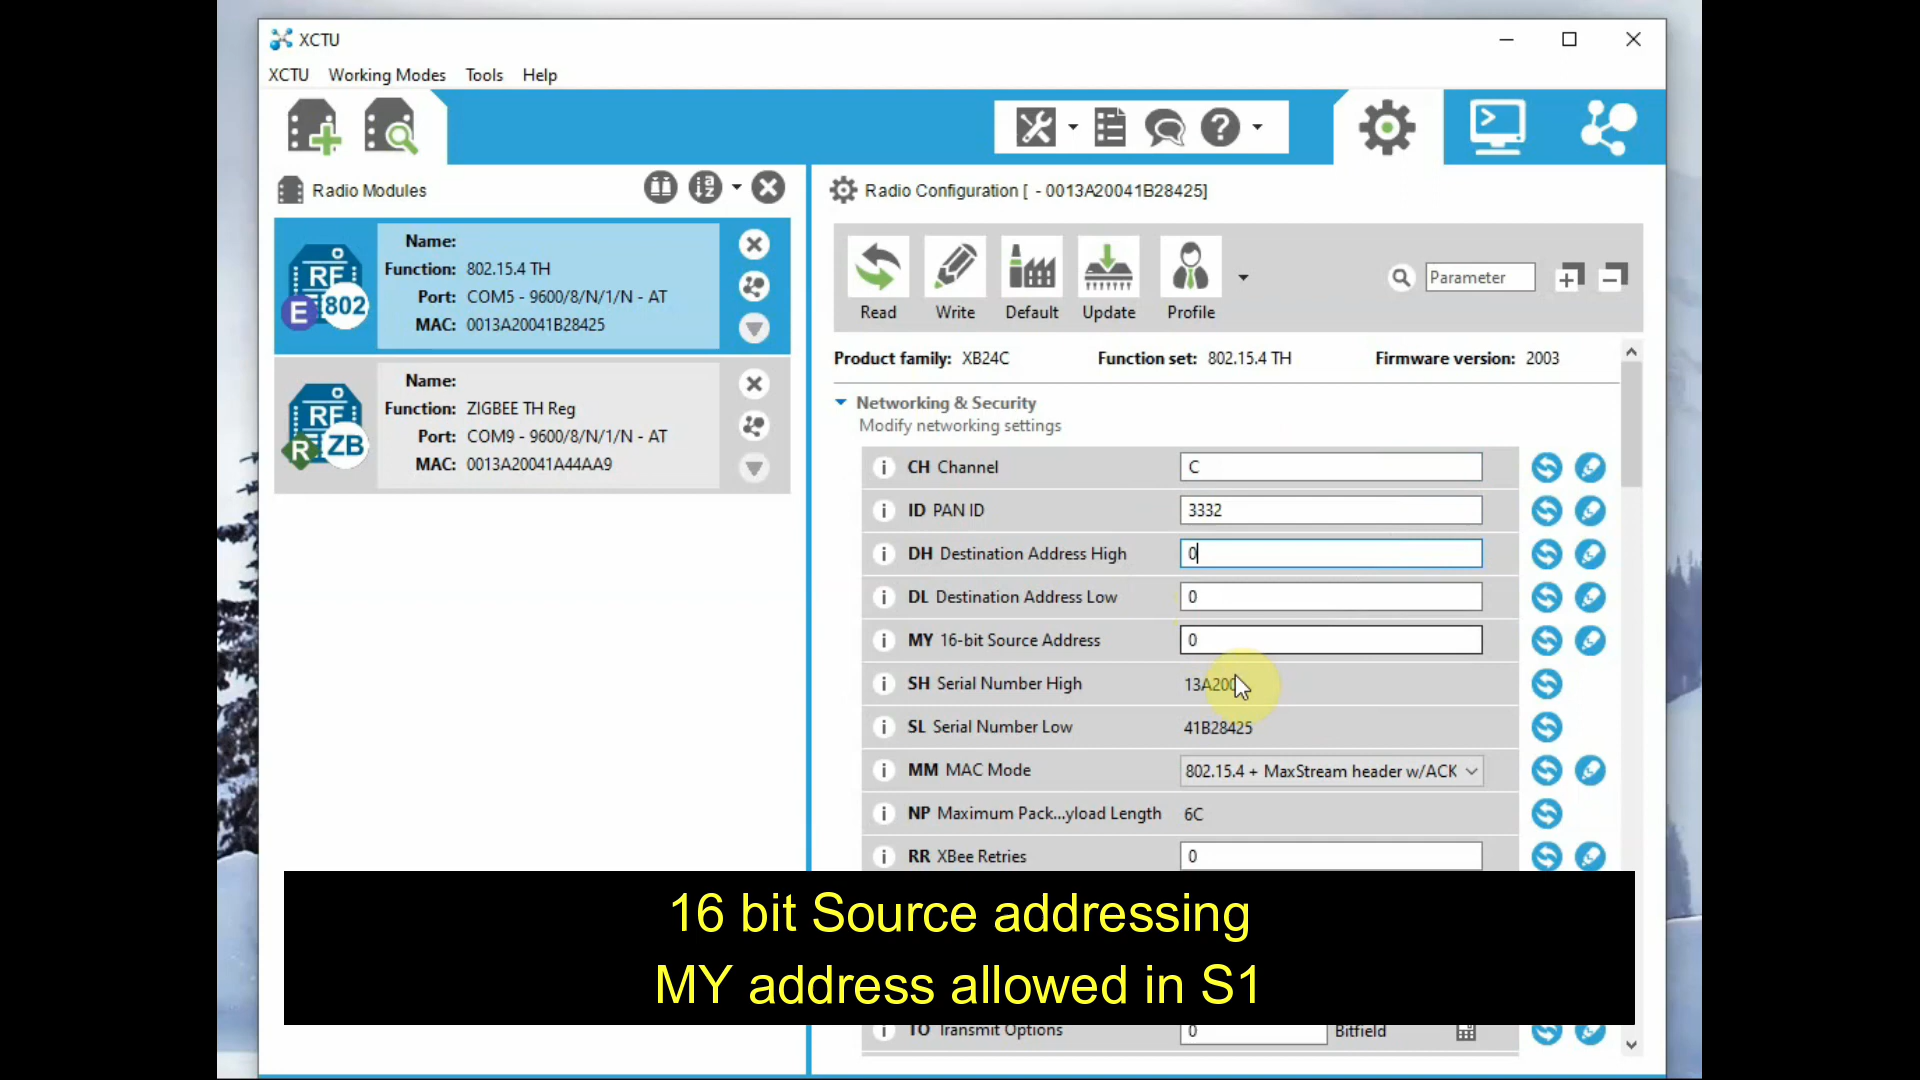 XCTU
XCTU Working Modes Tools Help
Radio Modules
Name:
Function: 802.15.4 TH
Port: COM5 - 9600/8/N/1/N - AT
MAC: 0013A20041B28425
RF
E
802
Name:
Function: ZIGBEE TH Reg
Port: COM9 - 9600/8/N/1/N - AT
MAC: 0013A20041A44AA9
RF
R
ZB
Radio Configuration [ - 0013A20041B28425]
Read Write Default Update Profile
Parameter
Product family: XB24C Function set: 802.15.4 TH Firmware version: 2003
Networking & Security
Modify networking settings
i CH Channel C
i ID PAN ID 3332
i DH Destination Address High 0
i DL Destination Address Low 0
i MY 16-bit Source Address 0
i SH Serial Number High 13A200
i SL Serial Number Low 41B28425
i MM MAC Mode 802.15.4 + MaxStream header w/ACK
i NP Maximum Pack...yload Length 6C
i RR XBee Retries 0
16 bit Source addressing
MY address allowed in S1
i TO Transmit Options 0 Bitfield